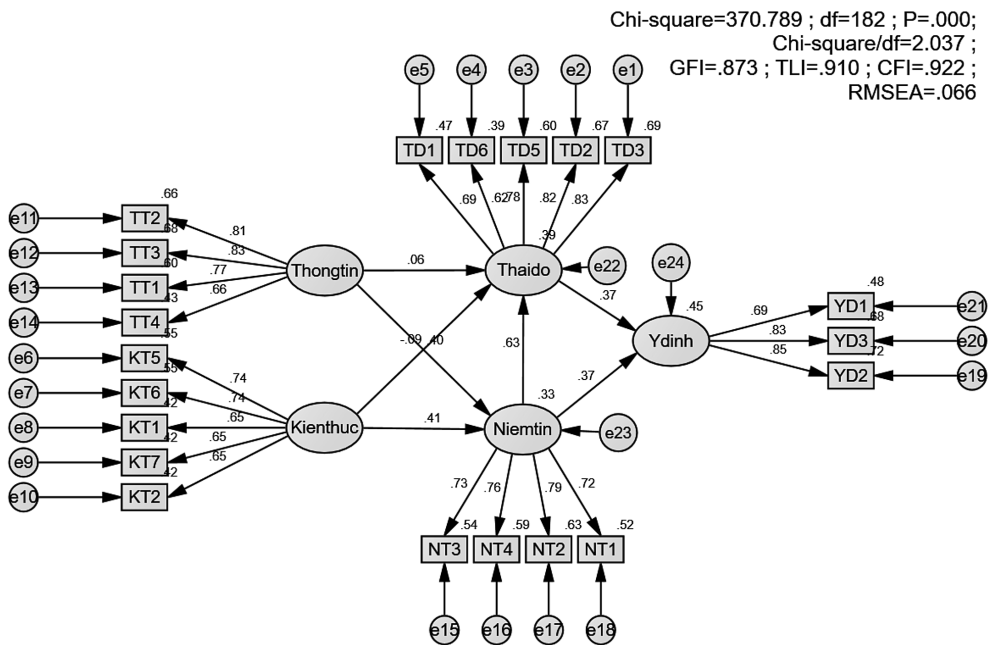 Chi-square=370.789 ; df=182 ; P=.000;
Chi-square/df=2.037 ;
GFI=.873 ; TLI=.910 ; CFI=.922 ;
RMSEA=.066
e5 e4 e3 e2 e1
.47 .39 .60 .67 .69
TD1 TD6 TD5 TD2 TD3
.69 .62 .78 .82 .83
.66
e11 TT2 .81
.68
e12 TT3 .83
.60
e13 TT1 .77
.43
e14 TT4 .66
Thongtin .06 .39 Thaido e22 e24
.37 .45
Ydinh
.69 .48 YD1 e21
.83 .68 YD3 e20
.85 .72 YD2 e19
-.09 .40 .63 .37
.55
e6 KT5 .74
.55
e7 KT6 .74
.42
e8 KT1 .65
.42
e9 KT7 .65
.42
e10 KT2 .65
Kienthuc .41 .33 Niemtin e23
.73 .76 .79 .72
.54 .59 .63 .52
NT3 NT4 NT2 NT1
e15 e16 e17 e18